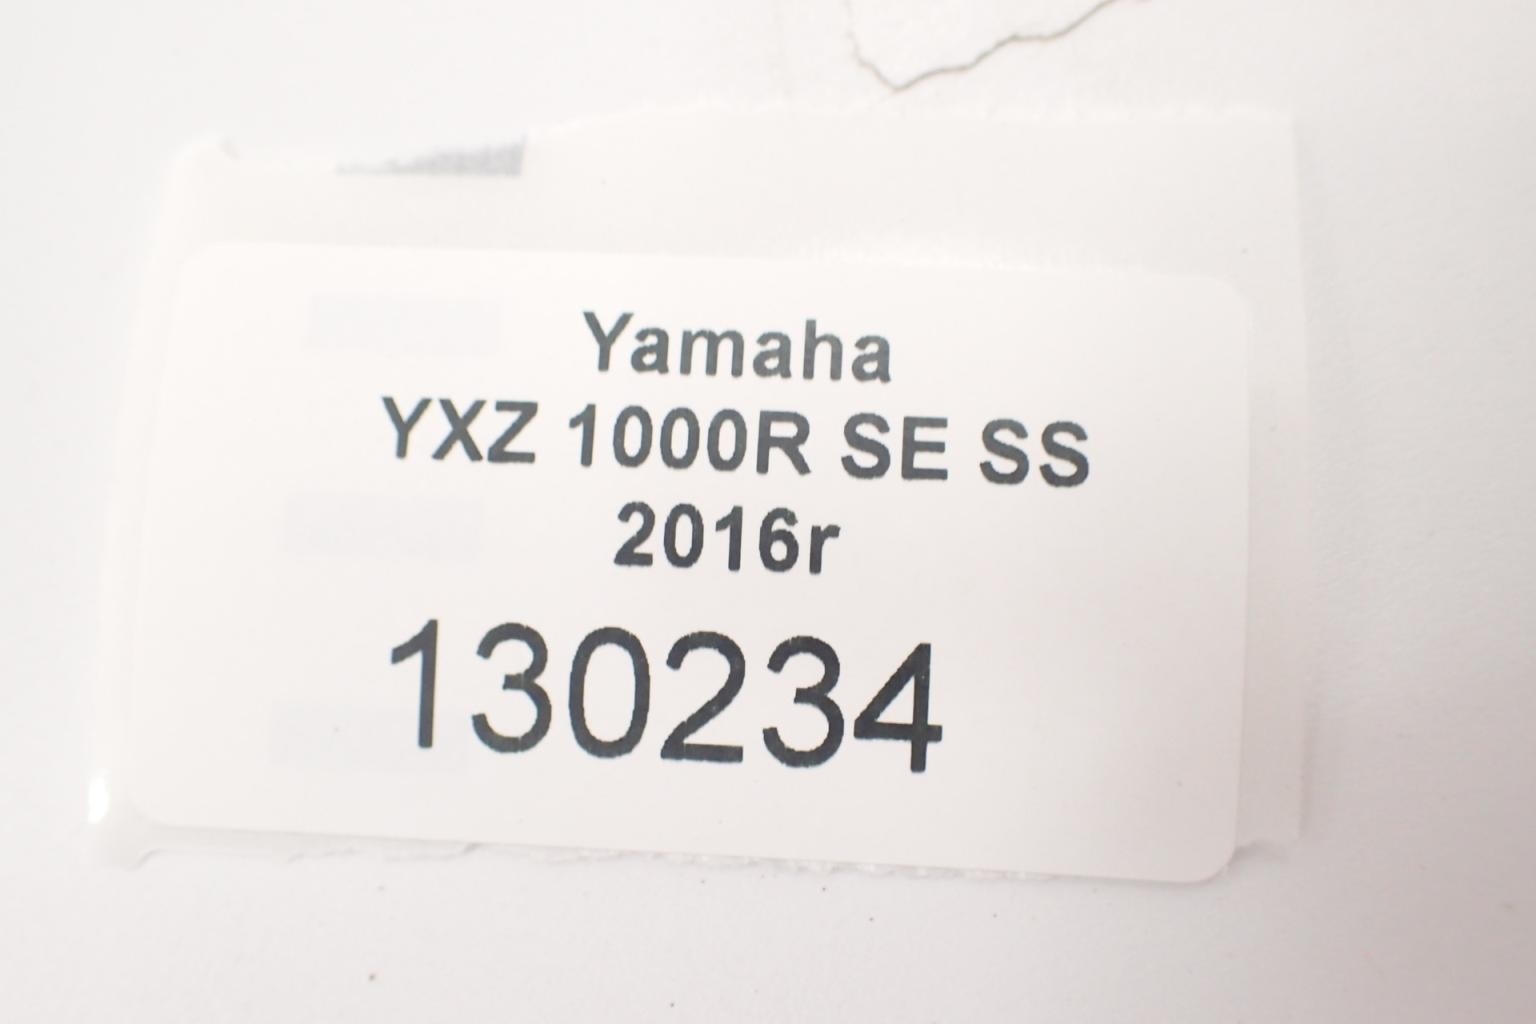 Yamaha
YXZ 1000R SE SS
2016r
130234